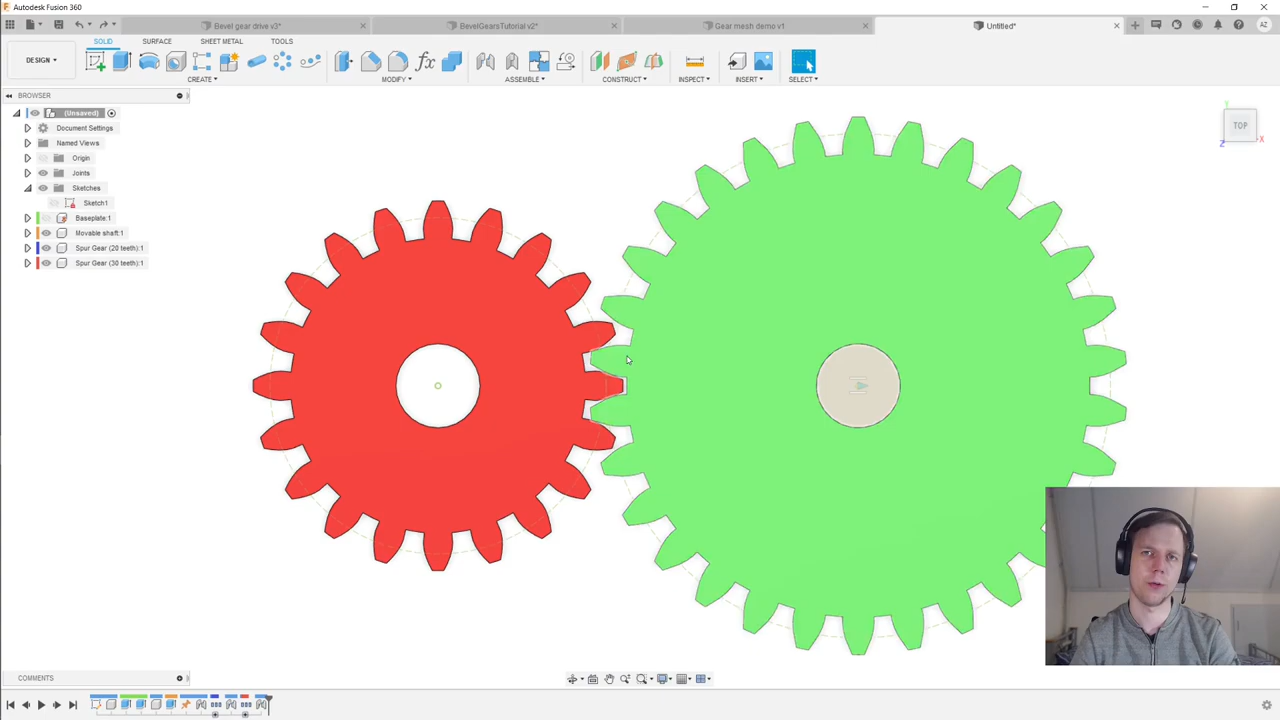 Autodesk Fusion 360
Bevel gear drive v3*
BevelGearsTutorial v2*
Gear mesh demo v1
Untitled*
AZ
SOLID
SURFACE
SHEET METAL
TOOLS
DESIGN
CREATE
MODIFY
ASSEMBLE
CONSTRUCT
INSPECT
INSERT
SELECT
BROWSER
(Unsaved)
Document Settings
Named Views
Origin
Joints
Sketches
Sketch1
Baseplate:1
Movable shaft:1
Spur Gear (20 teeth):1
Spur Gear (30 teeth):1
Y
TOP
X
Z
COMMENTS